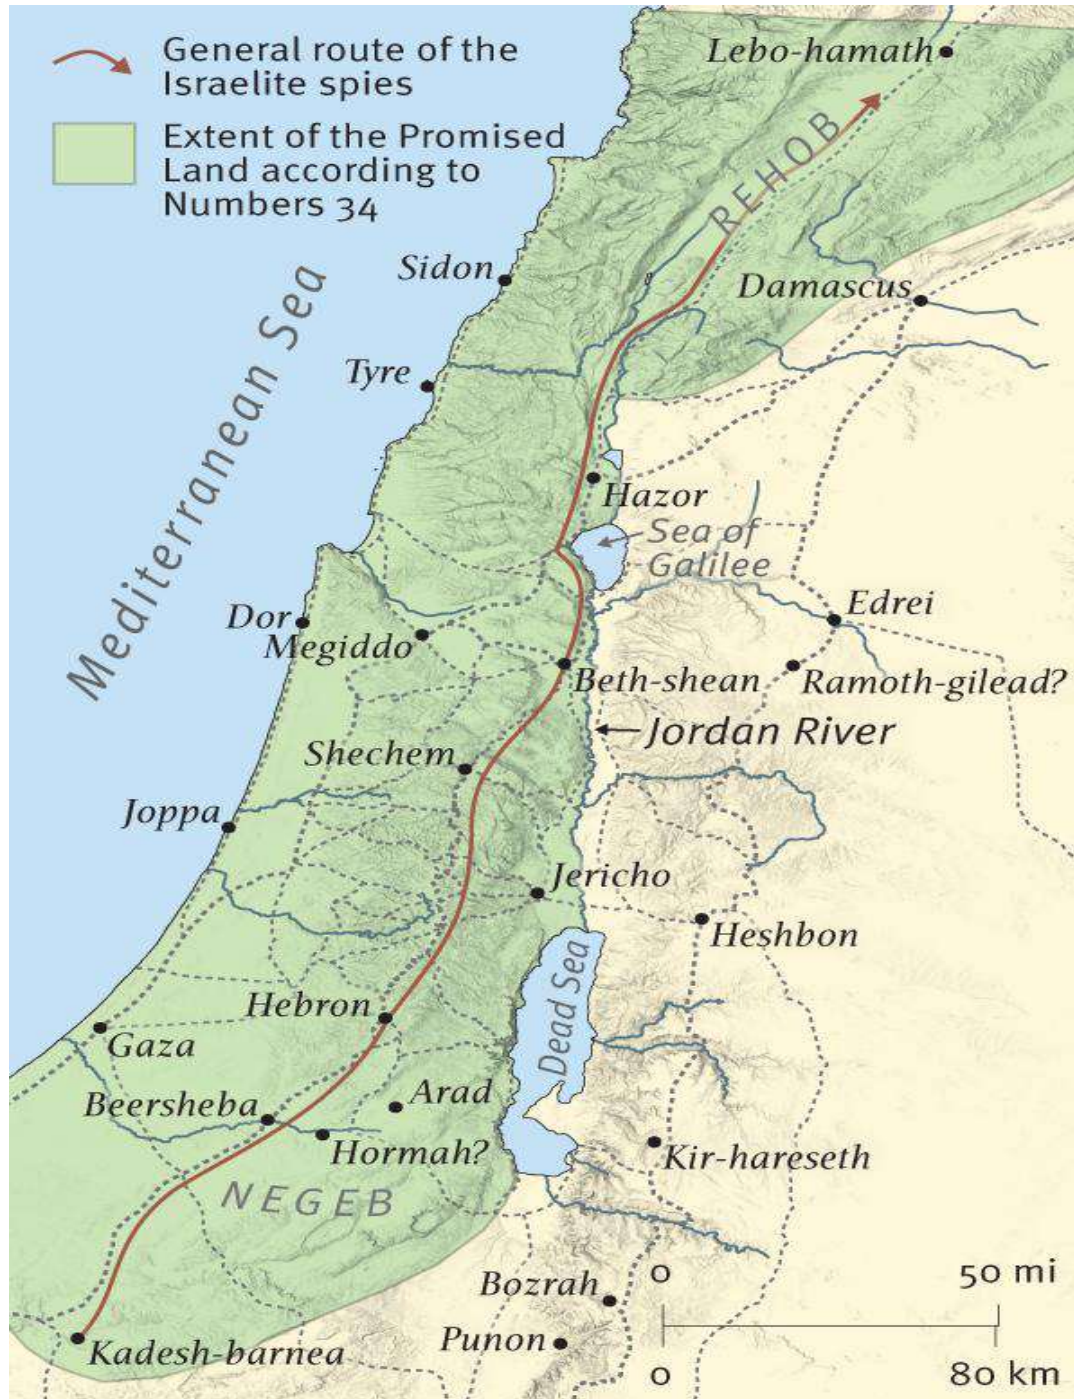 General route of the
Israelite spies
Extent of the Promised
Land according to
Numbers 34
Lebo-hamath
REHOB
Sidon
Damascus
Mediterranean Sea
Tyre
Hazor
Sea of
Galilee
Dor
Megiddo
Edrei
Beth-shean
Ramoth-gilead?
Jordan River
Shechem
Joppa
Jericho
Heshbon
Dead Sea
Hebron
Gaza
Beersheba
Arad
Hormah?
Kir-hareseth
NEGEB
Bozrah
0 50 mi
Punon
Kadesh-barnea
0 80 km